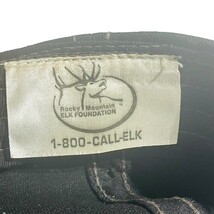 Rocky Mountain
ELK FOUNDATION
1-800-CALL-ELK